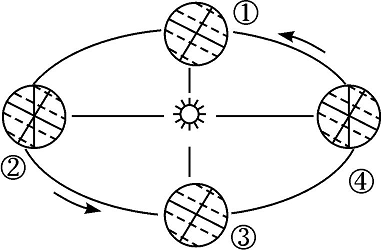 ①
②
④
③